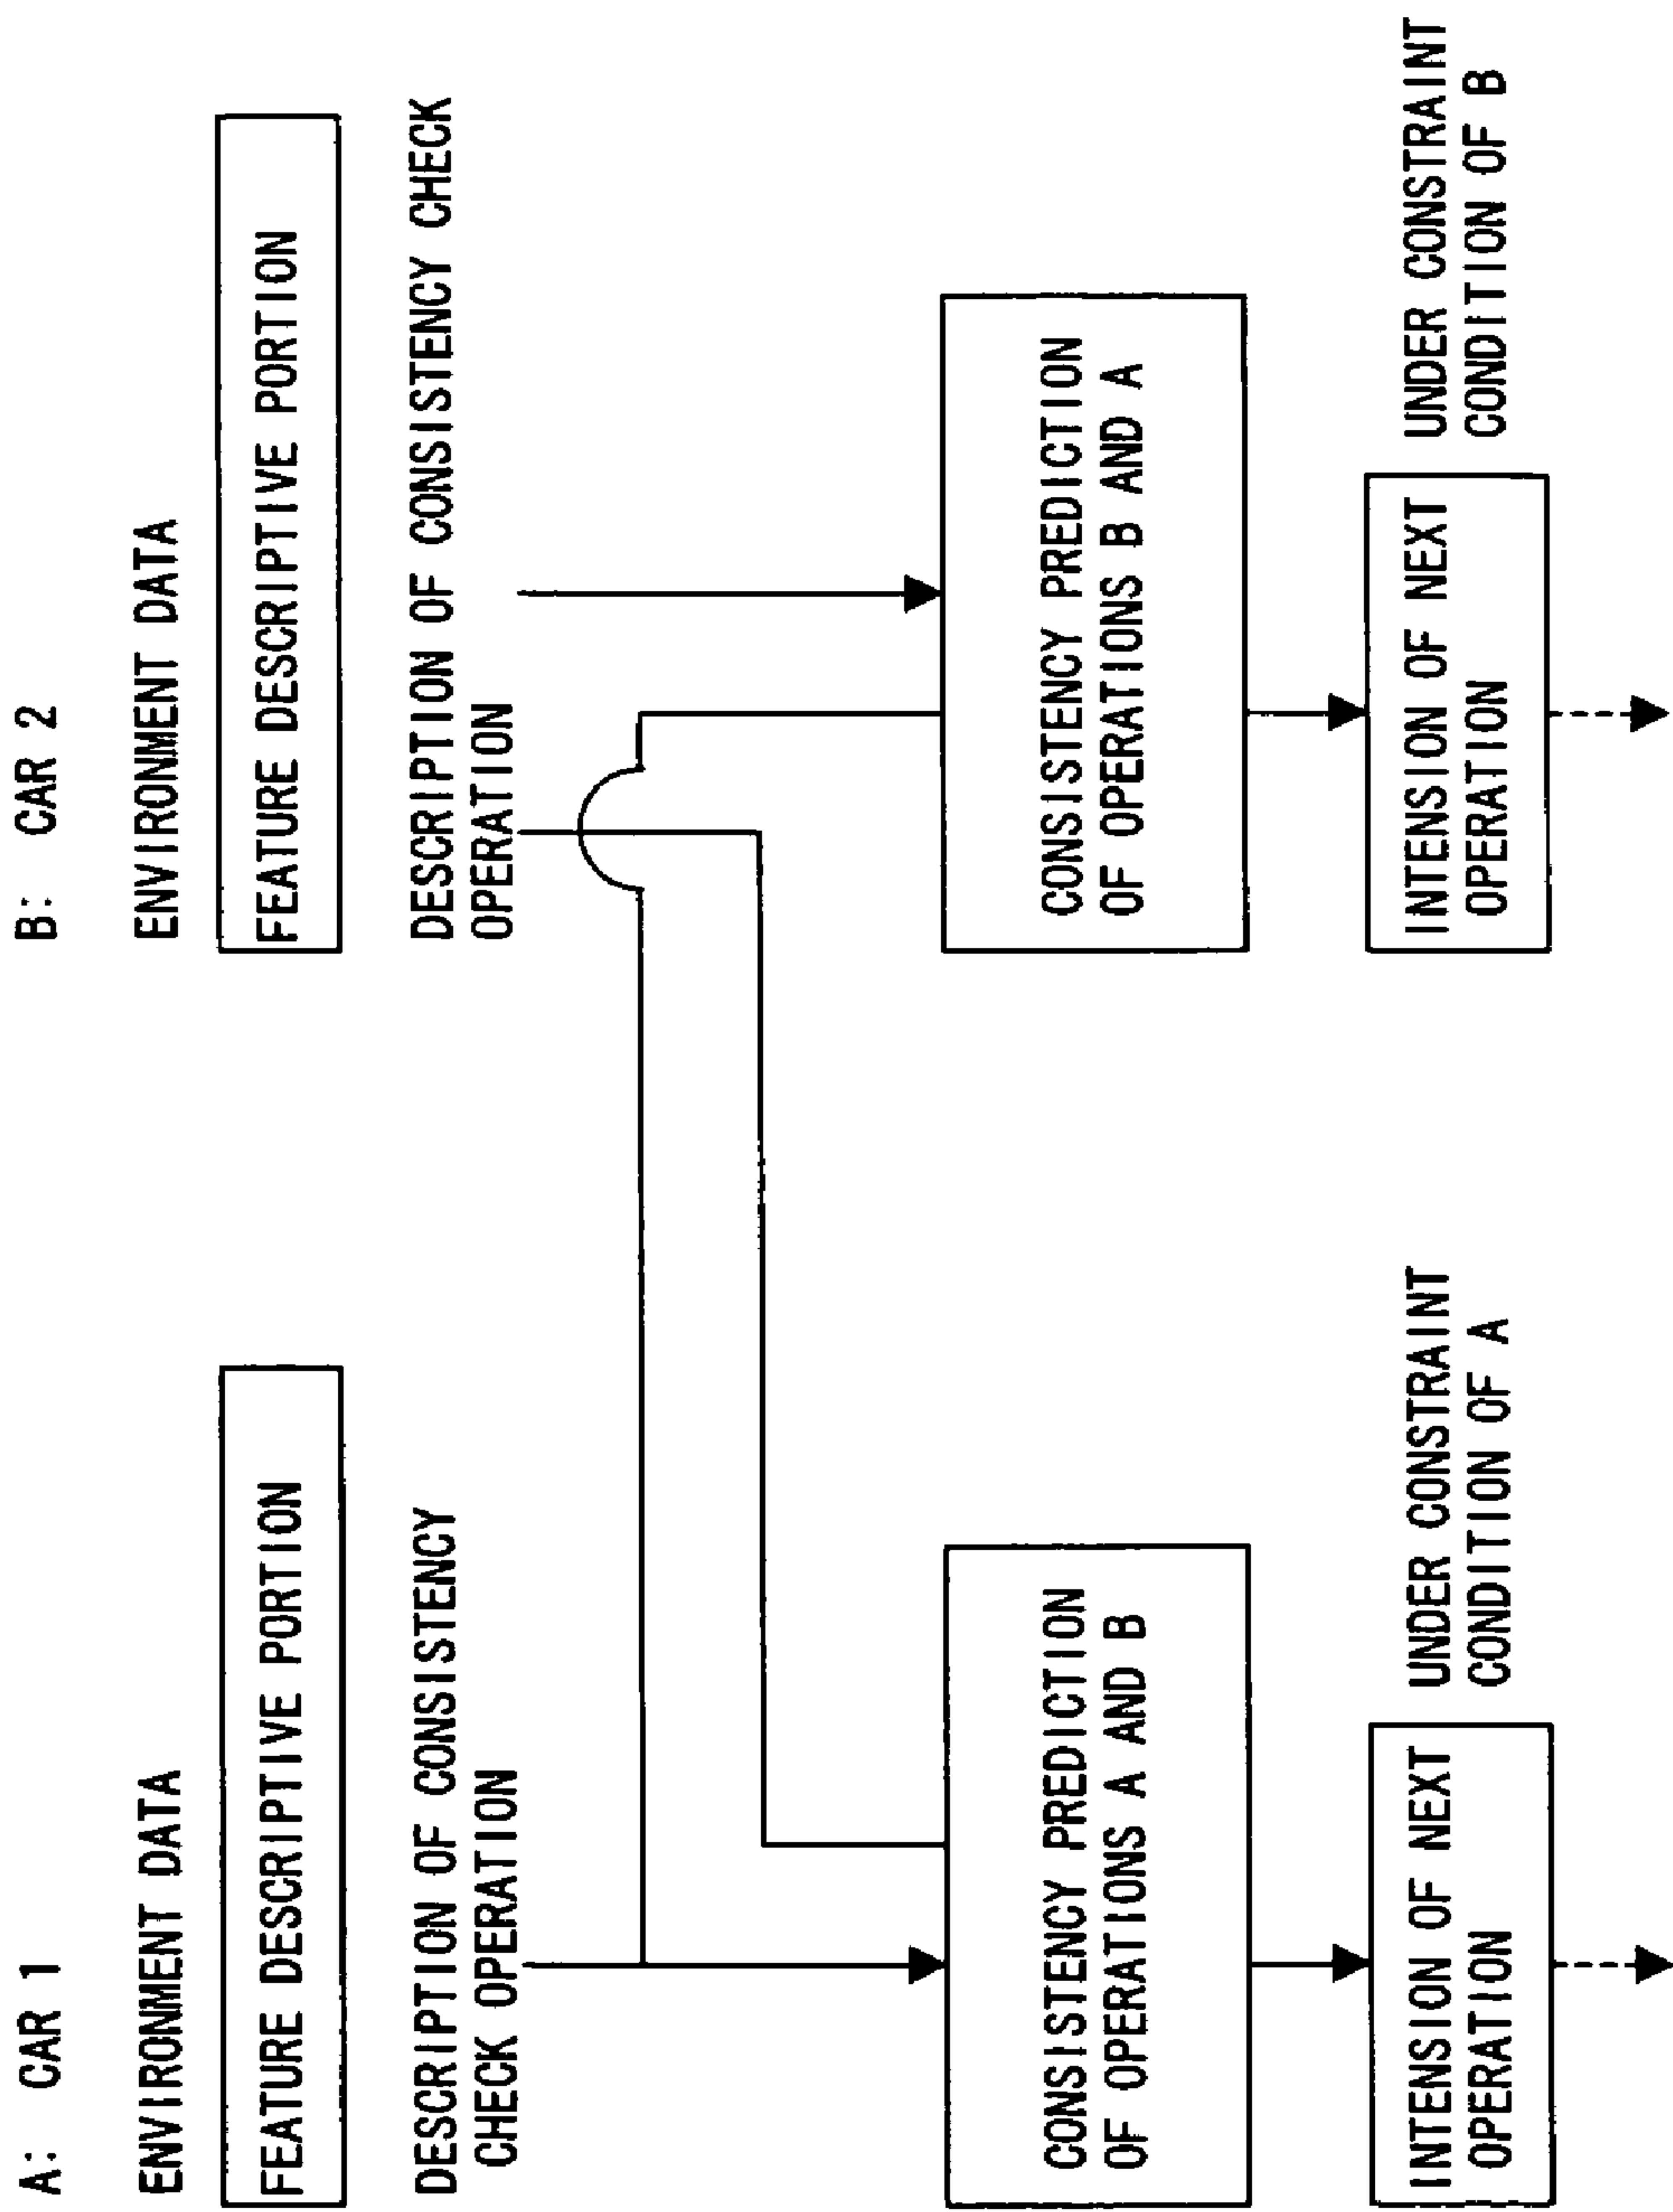 A: CAR 1
ENVIRONMENT DATA
FEATURE DESCRIPTIVE PORTION
DESCRIPTION OF CONSISTENCY
CHECK OPERATION
CONSISTENCY PREDICTION
OF OPERATIONS A AND B
INTENSION OF NEXT
OPERATION
UNDER CONSTRAINT
CONDITION OF A
B: CAR 2
ENVIRONMENT DATA
FEATURE DESCRIPTIVE PORTION
DESCRIPTION OF CONSISTENCY CHECK
OPERATION
CONSISTENCY PREDICTION
OF OPERATIONS B AND A
INTENSION OF NEXT
OPERATION
UNDER CONSTRAINT
CONDITION OF B